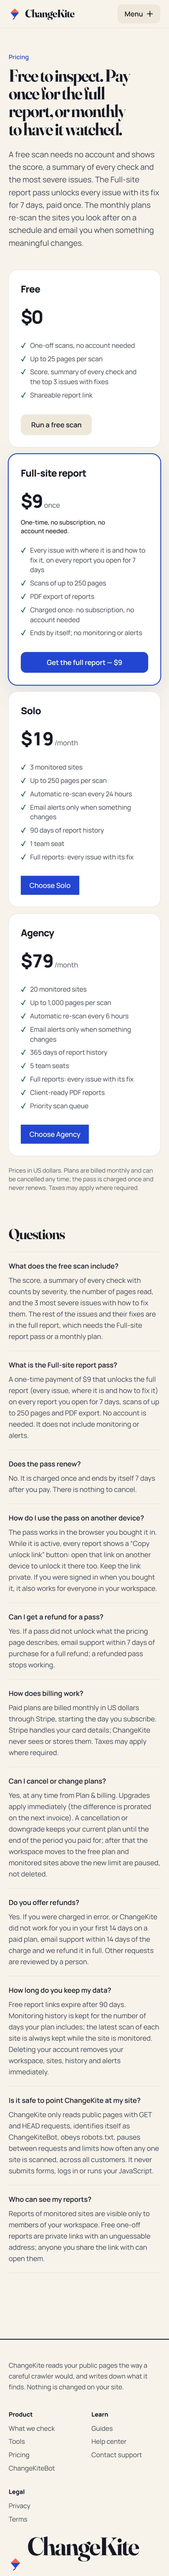 ChangeKite
Menu +
Pricing
Free to inspect. Pay
once for the full
report, or monthly
to have it watched.
A free scan needs no account and shows
the score, a summary of every check and
the most severe issues. The Full-site
report pass unlocks every issue with its fix
for 7 days, paid once. The monthly plans
re-scan the sites you look after on a
schedule and email you when something
meaningful changes.
Free
$0
✓ One-off scans, no account needed
✓ Up to 25 pages per scan
✓ Score, summary of every check and
the top 3 issues with fixes
✓ Shareable report link
Run a free scan
Full-site report
$9 once
One-time, no subscription, no
account needed.
✓ Every issue with where it is and how to
fix it, on every report you open for 7
days
✓ Scans of up to 250 pages
✓ PDF export of reports
✓ Charged once: no subscription, no
account needed
✓ Ends by itself; no monitoring or alerts
Get the full report — $9
Solo
$19 /month
✓ 3 monitored sites
✓ Up to 250 pages per scan
✓ Automatic re-scan every 24 hours
✓ Email alerts only when something
changes
✓ 90 days of report history
✓ 1 team seat
✓ Full reports: every issue with its fix
Choose Solo
Agency
$79 /month
✓ 20 monitored sites
✓ Up to 1,000 pages per scan
✓ Automatic re-scan every 6 hours
✓ Email alerts only when something
changes
✓ 365 days of report history
✓ 5 team seats
✓ Full reports: every issue with its fix
✓ Client-ready PDF reports
✓ Priority scan queue
Choose Agency
Prices in US dollars. Plans are billed monthly and can
be cancelled any time; the pass is charged once and
never renews. Taxes may apply where required.
Questions
What does the free scan include?
The score, a summary of every check with
counts by severity, the number of pages read,
and the 3 most severe issues with how to fix
them. The rest of the issues and their fixes are
in the full report, which needs the Full-site
report pass or a monthly plan.
What is the Full-site report pass?
A one-time payment of $9 that unlocks the full
report (every issue, where it is and how to fix it)
on every report you open for 7 days, scans of up
to 250 pages and PDF export. No account is
needed. It does not include monitoring or
alerts.
Does the pass renew?
No. It is charged once and ends by itself 7 days
after you pay. There is nothing to cancel.
How do I use the pass on another device?
The pass works in the browser you bought it in.
While it is active, every report shows a "Copy
unlock link" button: open that link on another
device to unlock it there too. Keep the link
private. If you were signed in when you bought
it, it also works for everyone in your workspace.
Can I get a refund for a pass?
Yes. If a pass did not unlock what the pricing
page describes, email support within 7 days of
purchase for a full refund; a refunded pass
stops working.
How does billing work?
Paid plans are billed monthly in US dollars
through Stripe, starting the day you subscribe.
Stripe handles your card details; ChangeKite
never sees or stores them. Taxes may apply
where required.
Can I cancel or change plans?
Yes, at any time from Plan & billing. Upgrades
apply immediately (the difference is prorated
on the next invoice). A cancellation or
downgrade keeps your current plan until the
end of the period you paid for; after that the
workspace moves to the free plan and
monitored sites above the new limit are paused,
not deleted.
Do you offer refunds?
Yes. If you were charged in error, or ChangeKite
did not work for you in your first 14 days on a
paid plan, email support within 14 days of the
charge and we refund it in full. Other requests
are reviewed by a person.
How long do you keep my data?
Free report links expire after 90 days.
Monitoring history is kept for the number of
days your plan includes; the latest scan of each
site is always kept while the site is monitored.
Deleting your account removes your
workspace, sites, history and alerts
immediately.
Is it safe to point ChangeKite at my site?
ChangeKite only reads public pages with GET
and HEAD requests, identifies itself as
ChangeKiteBot, obeys robots.txt, pauses
between requests and limits how often any one
site is scanned, across all customers. It never
submits forms, logs in or runs your JavaScript.
Who can see my reports?
Reports of monitored sites are visible only to
members of your workspace. Free one-off
reports are private links with an unguessable
address; anyone you share the link with can
open them.
ChangeKite reads your public pages the way a
careful crawler would, and writes down what it
finds. Nothing is changed on your site.
Product
What we check
Tools
Pricing
ChangeKiteBot
Learn
Guides
Help center
Contact support
Legal
Privacy
Terms
ChangeKite